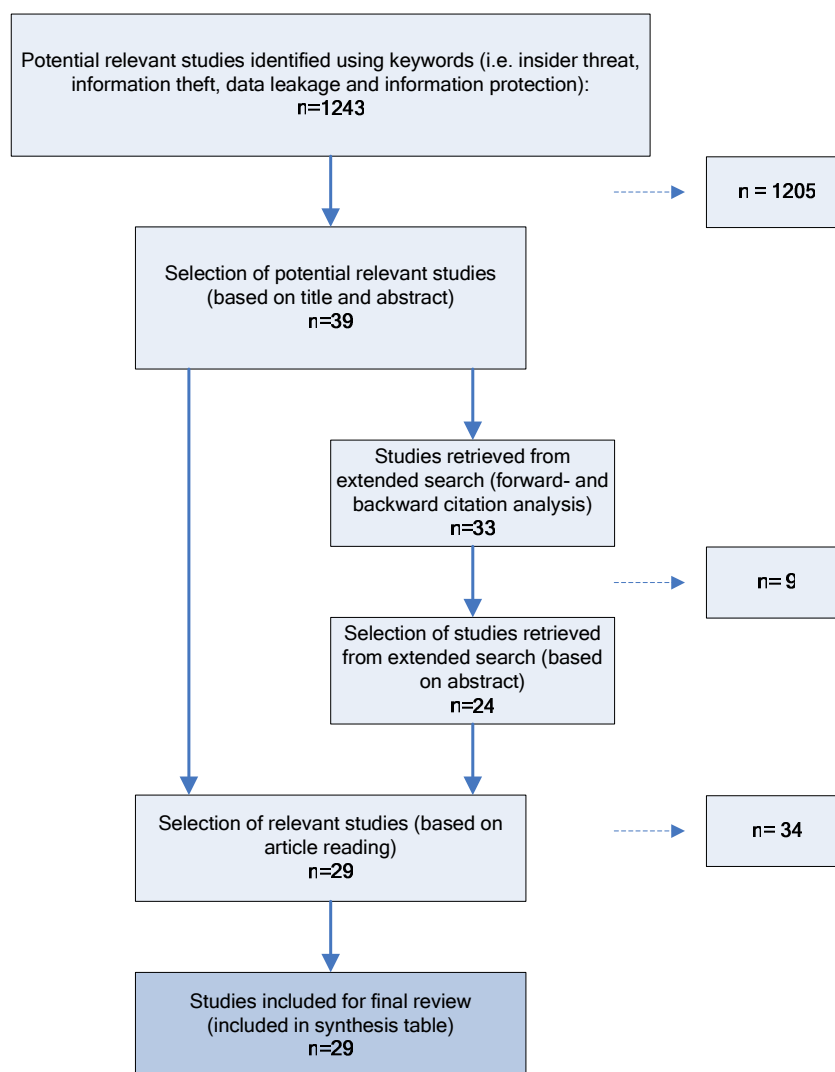 Potential relevant studies identified using keywords (i.e. insider threat,
information theft, data leakage and information protection):
n=1243
n = 1205
Selection of potential relevant studies
(based on title and abstract)
n=39
Studies retrieved from
extended search (forward- and
backward citation analysis)
n=33
n= 9
Selection of studies retrieved
from extended search (based
on abstract)
n=24
Selection of relevant studies (based on
article reading)
n=29
n= 34
Studies included for final review
(included in synthesis table)
n=29